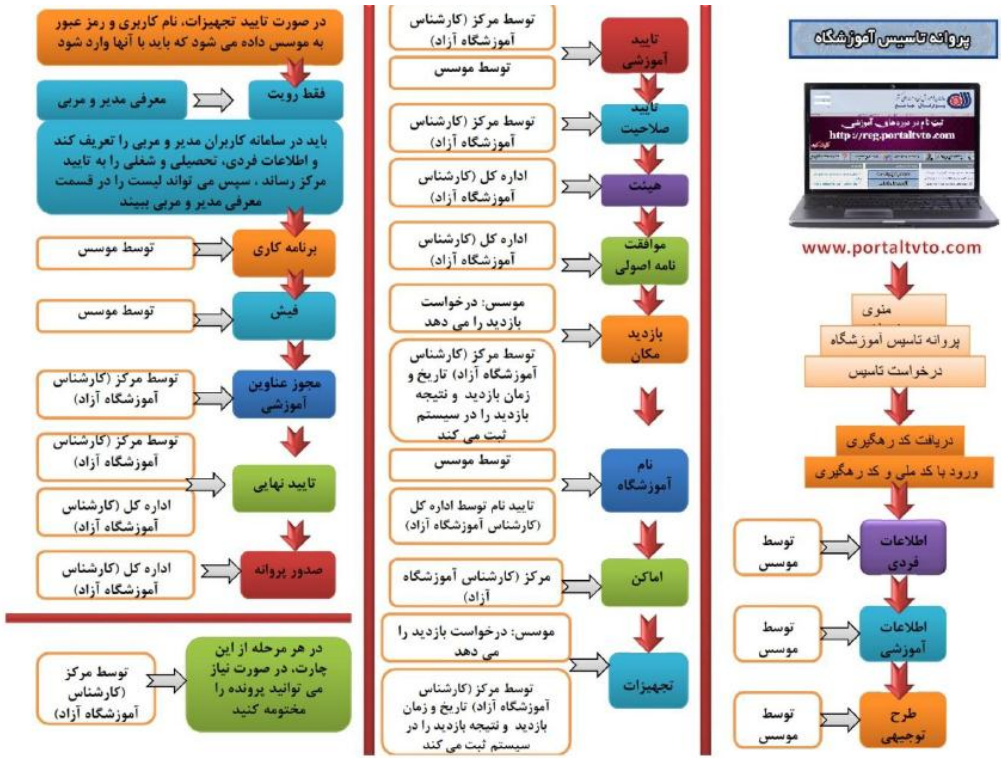 پروانه تاسیس آموزشگاه
ثبت نام در دوره های آموزشی
http://reg.portaltvto.com
www.portaltvto.com
منوی
پروانه تاسیس آموزشگاه
درخواست تاسیس
دریافت کد رهگیری
ورود با کد ملی و کد رهگیری
اطلاعات
فردی
توسط
موسس
اطلاعات
آموزشی
توسط
موسس
طرح
توجیهی
توسط
موسس
تایید
آموزشی
توسط مرکز (کارشناس
آموزشگاه آزاد)
توسط موسس
تایید
صلاحیت
توسط مرکز (کارشناس
آموزشگاه آزاد)
هیئت
اداره کل (کارشناس
آموزشگاه آزاد)
موافقت
نامه اصولی
اداره کل (کارشناس
آموزشگاه آزاد)
بازدید
مکان
موسس: درخواست
بازدید را می دهد
توسط مرکز (کارشناس
آموزشگاه آزاد) تاریخ و
زمان بازدید و نتیجه
بازدید را در سیستم
ثبت می کند
نام
آموزشگاه
توسط موسس
تایید نام توسط اداره کل
(کارشناس آموزشگاه آزاد)
اماکن
مرکز (کارشناس آموزشگاه
آزاد)
تجهیزات
موسس: درخواست بازدید را
می دهد
توسط مرکز (کارشناس
آموزشگاه آزاد) تاریخ و زمان
بازدید و نتیجه بازدید را در
سیستم ثبت می کند
در صورت تایید تجهیزات، نام کاربری و رمز عبور
به موسس داده می شود که باید با آنها وارد شود
فقط رویت
معرفی مدیر و مربی
باید در سامانه کاربران مدیر و مربی را تعریف کند
و اطلاعات فردی، تحصیلی و شغلی را به تایید
مرکز رساند ، سپس می تواند لیست را در قسمت
معرفی مدیر و مربی ببیند
برنامه کاری
توسط موسس
فیش
توسط موسس
مجوز عناوین
آموزشی
توسط مرکز (کارشناس
آموزشگاه آزاد)
تایید نهایی
توسط مرکز (کارشناس
آموزشگاه آزاد)
اداره کل (کارشناس
آموزشگاه آزاد)
صدور پروانه
اداره کل (کارشناس
آموزشگاه آزاد)
در هر مرحله از این
چارت، در صورت نیاز
می توانید پرونده را
مختومه کنید
توسط مرکز
(کارشناس
آموزشگاه آزاد)